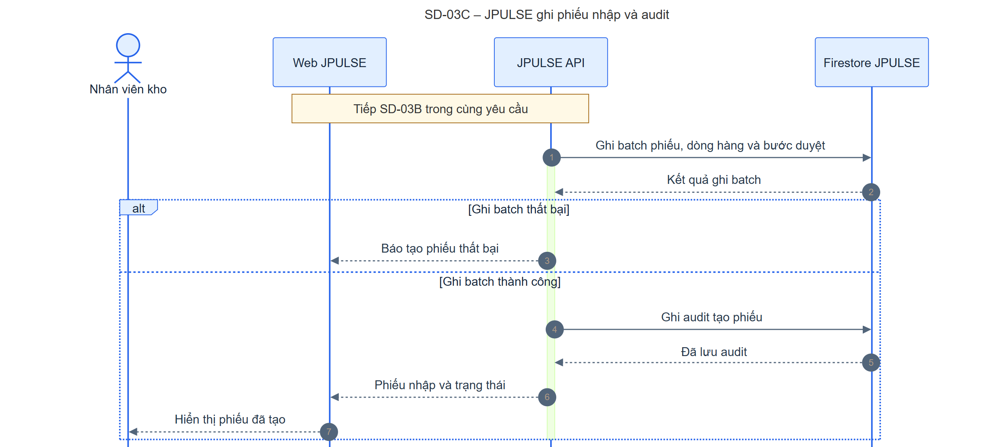 SD-03C – JPULSE ghi phiếu nhập và audit
Nhân viên kho
Web JPULSE
JPULSE API
Firestore JPULSE
Tiếp SD-03B trong cùng yêu cầu
Ghi batch phiếu, dòng hàng và bước duyệt
1
Kết quả ghi batch
2
alt
[Ghi batch thất bại]
Báo tạo phiếu thất bại
3
[Ghi batch thành công]
Ghi audit tạo phiếu
4
Đã lưu audit
5
Phiếu nhập và trạng thái
6
Hiển thị phiếu đã tạo
7